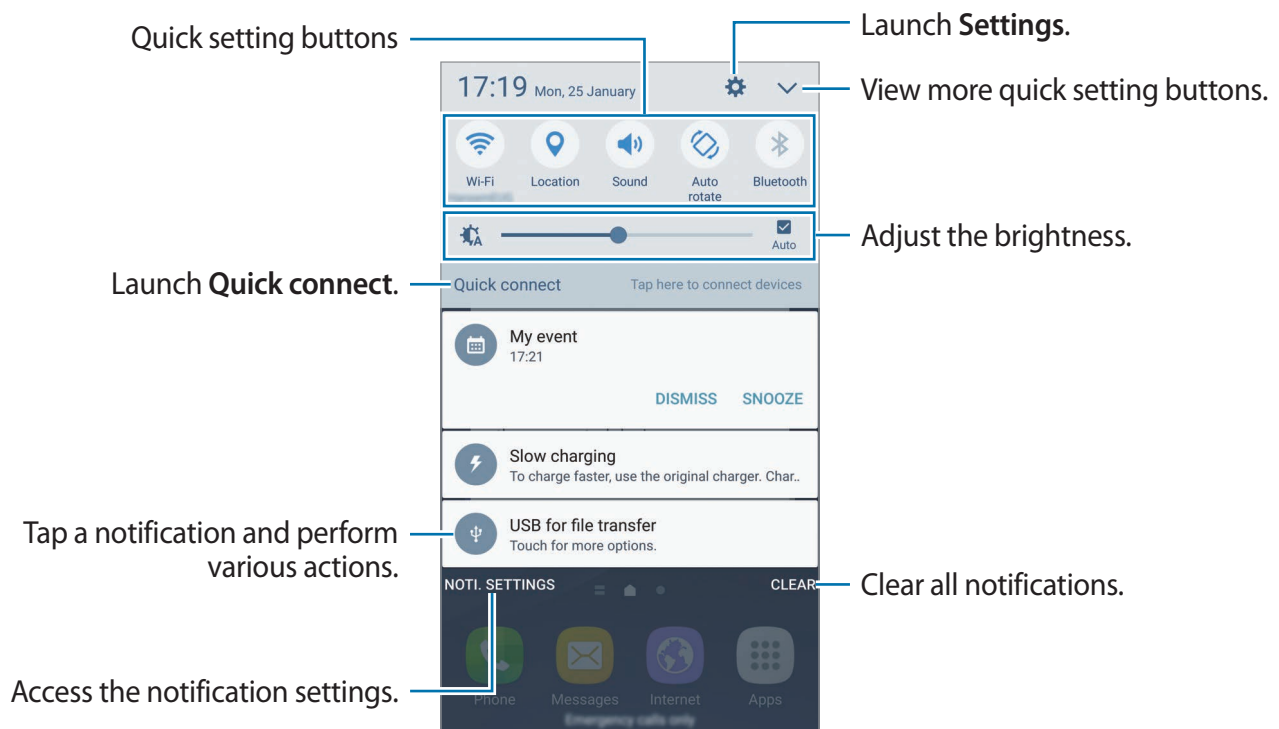 Quick setting buttons
Launch Settings.
17:19 Mon, 25 January
View more quick setting buttons.
Wi-Fi
Location
Sound
Auto
rotate
Bluetooth
Auto
Adjust the brightness.
Launch Quick connect.
Quick connect
Tap here to connect devices
My event
17:21
DISMISS
SNOOZE
Slow charging
To charge faster, use the original charger. Char..
Tap a notification and perform
various actions.
USB for file transfer
Touch for more options.
NOTI. SETTINGS
CLEAR
Clear all notifications.
Access the notification settings.
Phone
Messages
Internet
Apps
Emergency calls only